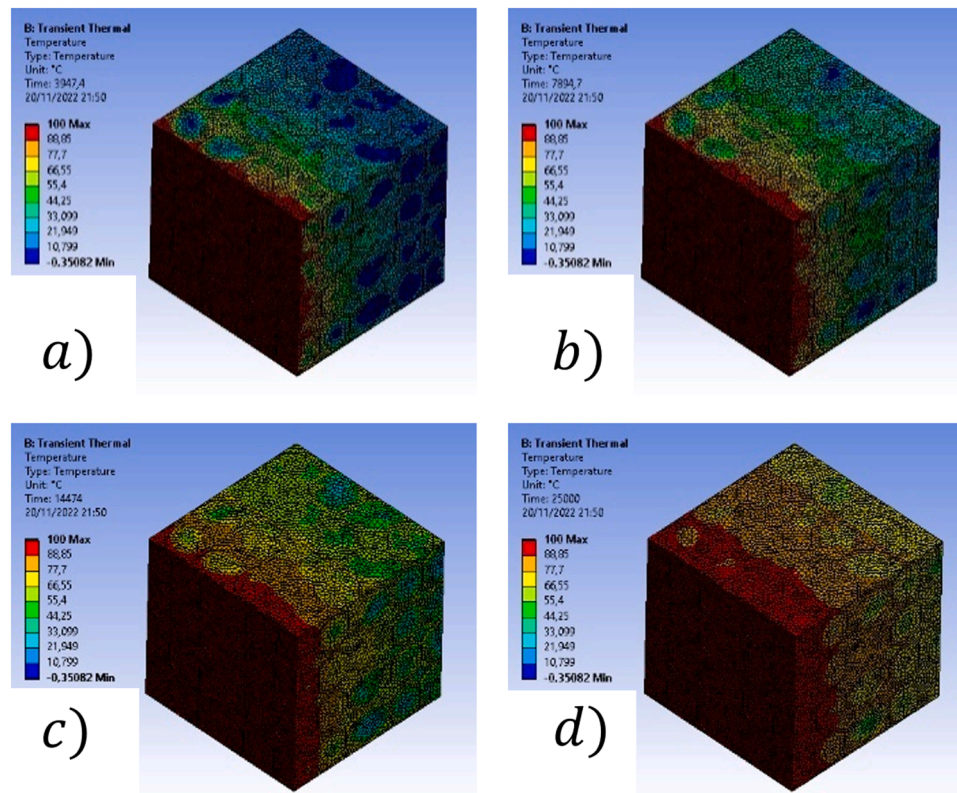 B: Transient Thermal
Temperature
Type: Temperature
Unit: °C
Time: 3947,4
20/11/2022 21:50
100 Max
88,85
77,7
66,55
55,4
44,25
33,099
21,949
10,799
-0,35082 Min
a)
B: Transient Thermal
Temperature
Type: Temperature
Unit: °C
Time: 7894,7
20/11/2022 21:50
100 Max
88,85
77,7
66,55
55,4
44,25
33,099
21,949
10,799
-0,35082 Min
b)
B: Transient Thermal
Temperature
Type: Temperature
Unit: °C
Time: 14474
20/11/2022 21:50
100 Max
88,85
77,7
66,55
55,4
44,25
33,099
21,949
10,799
-0,35082 Min
c)
B: Transient Thermal
Temperature
Type: Temperature
Unit: °C
Time: 25000
20/11/2022 21:50
100 Max
88,85
77,7
66,55
55,4
44,25
33,099
21,949
10,799
-0,35082 Min
d)